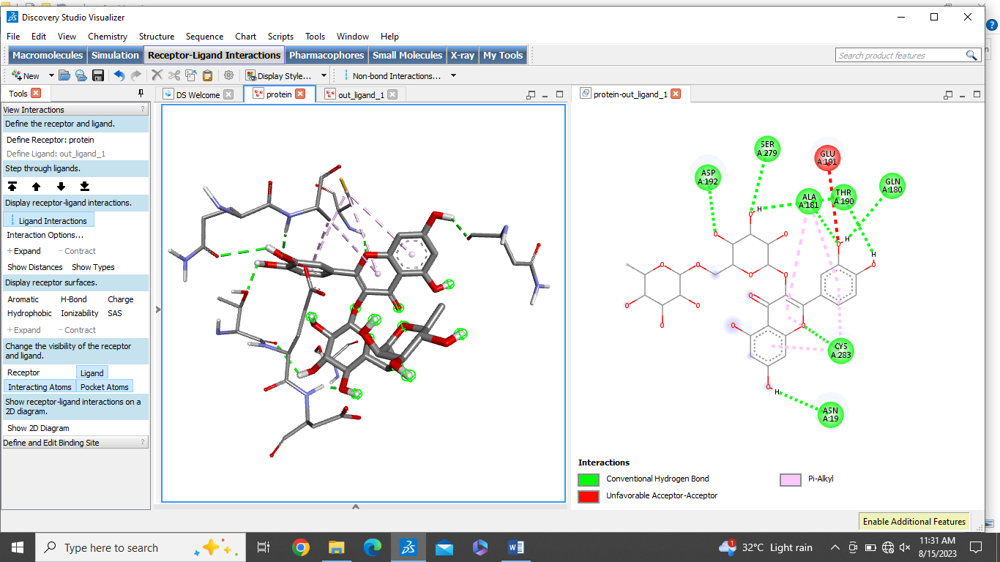 Discovery Studio Visualizer
File Edit View Chemistry Structure Sequence Chart Scripts Tools Window Help
Macromolecules Simulation Receptor-Ligand Interactions Pharmacophores Small Molecules X-ray My Tools
Search product features
New Display Style... Non-bond Interactions...
Tools
DS Welcome protein out_ligand_1
protein-out_ligand_1
View Interactions ?
Define the receptor and ligand.
Define Receptor: protein
Define Ligand: out_ligand_1
Step through ligands.
Display receptor-ligand interactions.
Ligand Interactions
Interaction Options...
+ Expand - Contract
Show Distances Show Types
Display receptor surfaces.
Aromatic H-Bond Charge
Hydrophobic Ionizability SAS
+ Expand - Contract
Change the visibility of the receptor
and ligand.
Receptor Ligand
Interacting Atoms Pocket Atoms
Show receptor-ligand interactions on a
2D diagram.
Show 2D Diagram
Define and Edit Binding Site ?
SER
A:279
GLU
A:191
ASP
A:192
GLN
A:180
ALA
A:181
THR
A:190
O H
O O
O H
H
O
O O O
O O
O O O
O
O O
O H
CYS
A:283
ASN
A:19
Interactions
Conventional Hydrogen Bond
Unfavorable Acceptor-Acceptor
Pi-Alkyl
Enable Additional Features
Type here to search
1
32°C Light rain
11:31 AM
8/15/2023